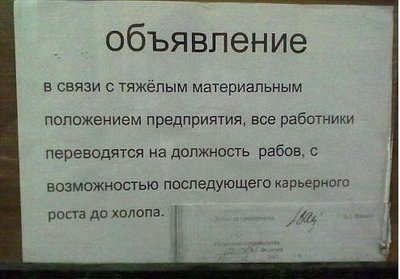 объявление
в связи с тяжёлым материальным
положением предприятия, все работники
переводятся на должность рабов, с
возможностью последующего карьерного
роста до холопа.